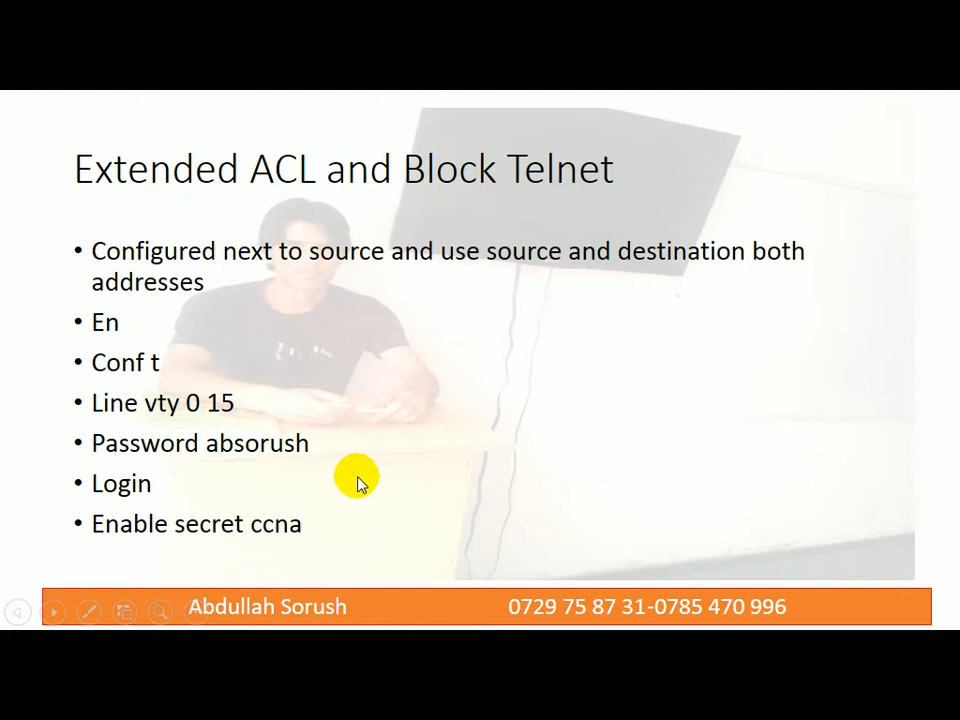 Extended ACL and Block Telnet
• Configured next to source and use source and destination both
addresses
• En
• Conf t
• Line vty 0 15
• Password absorush
• Login
• Enable secret ccna
Abdullah Sorush 0729 75 87 31-0785 470 996